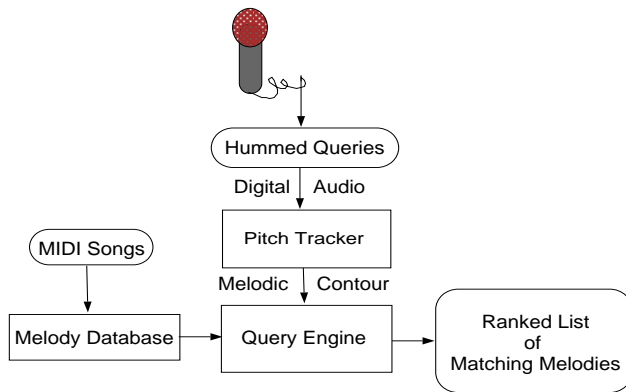 Hummed Queries
Digital Audio
Pitch Tracker
MIDI Songs
Melodic Contour
Melody Database
Query Engine
Ranked List
of
Matching Melodies